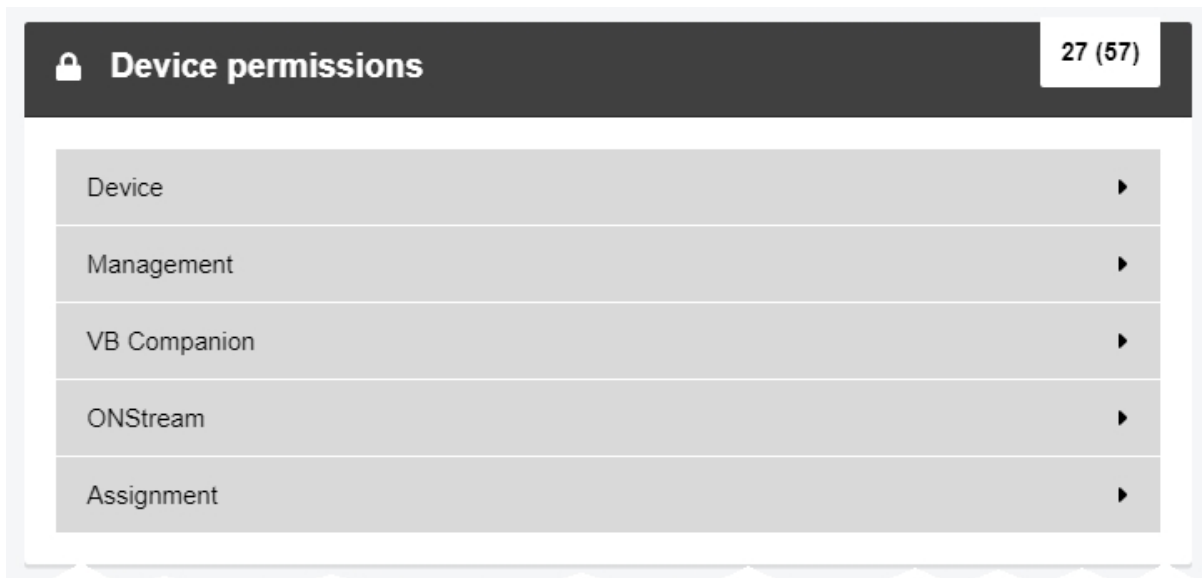 Device permissions
27 (57)
Device
Management
VB Companion
ONStream
Assignment